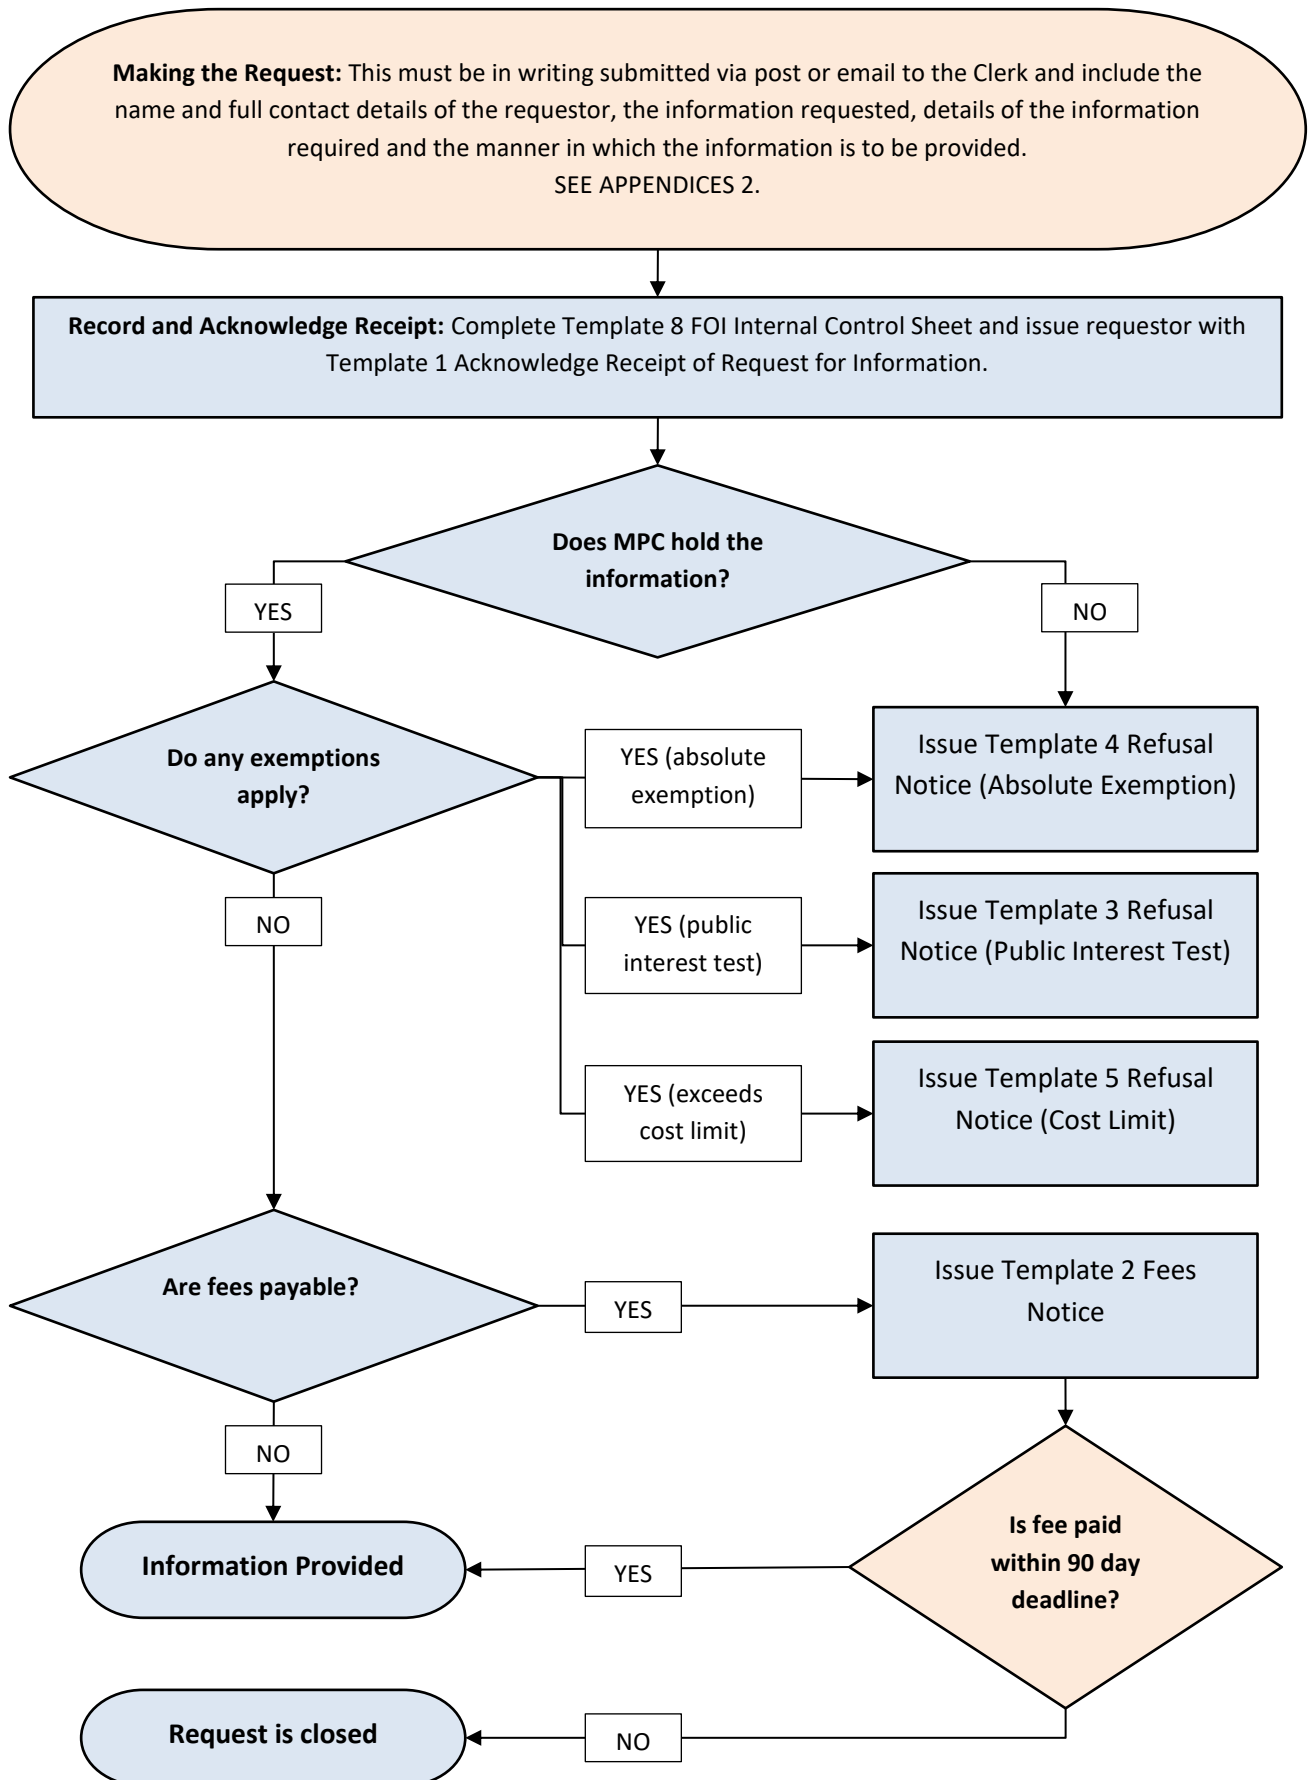 Making the Request: This must be in writing submitted via post or email to the Clerk and include the
name and full contact details of the requestor, the information requested, details of the information
required and the manner in which the information is to be provided.
SEE APPENDICES 2.
Record and Acknowledge Receipt: Complete Template 8 FOI Internal Control Sheet and issue requestor with
Template 1 Acknowledge Receipt of Request for Information.
Does MPC hold the
information?
YES
NO
Do any exemptions
apply?
YES (absolute
exemption)
Issue Template 4 Refusal
Notice (Absolute Exemption)
NO
YES (public
interest test)
Issue Template 3 Refusal
Notice (Public Interest Test)
YES (exceeds
cost limit)
Issue Template 5 Refusal
Notice (Cost Limit)
Are fees payable?
YES
Issue Template 2 Fees
Notice
NO
Is fee paid
within 90 day
deadline?
YES
Information Provided
NO
Request is closed